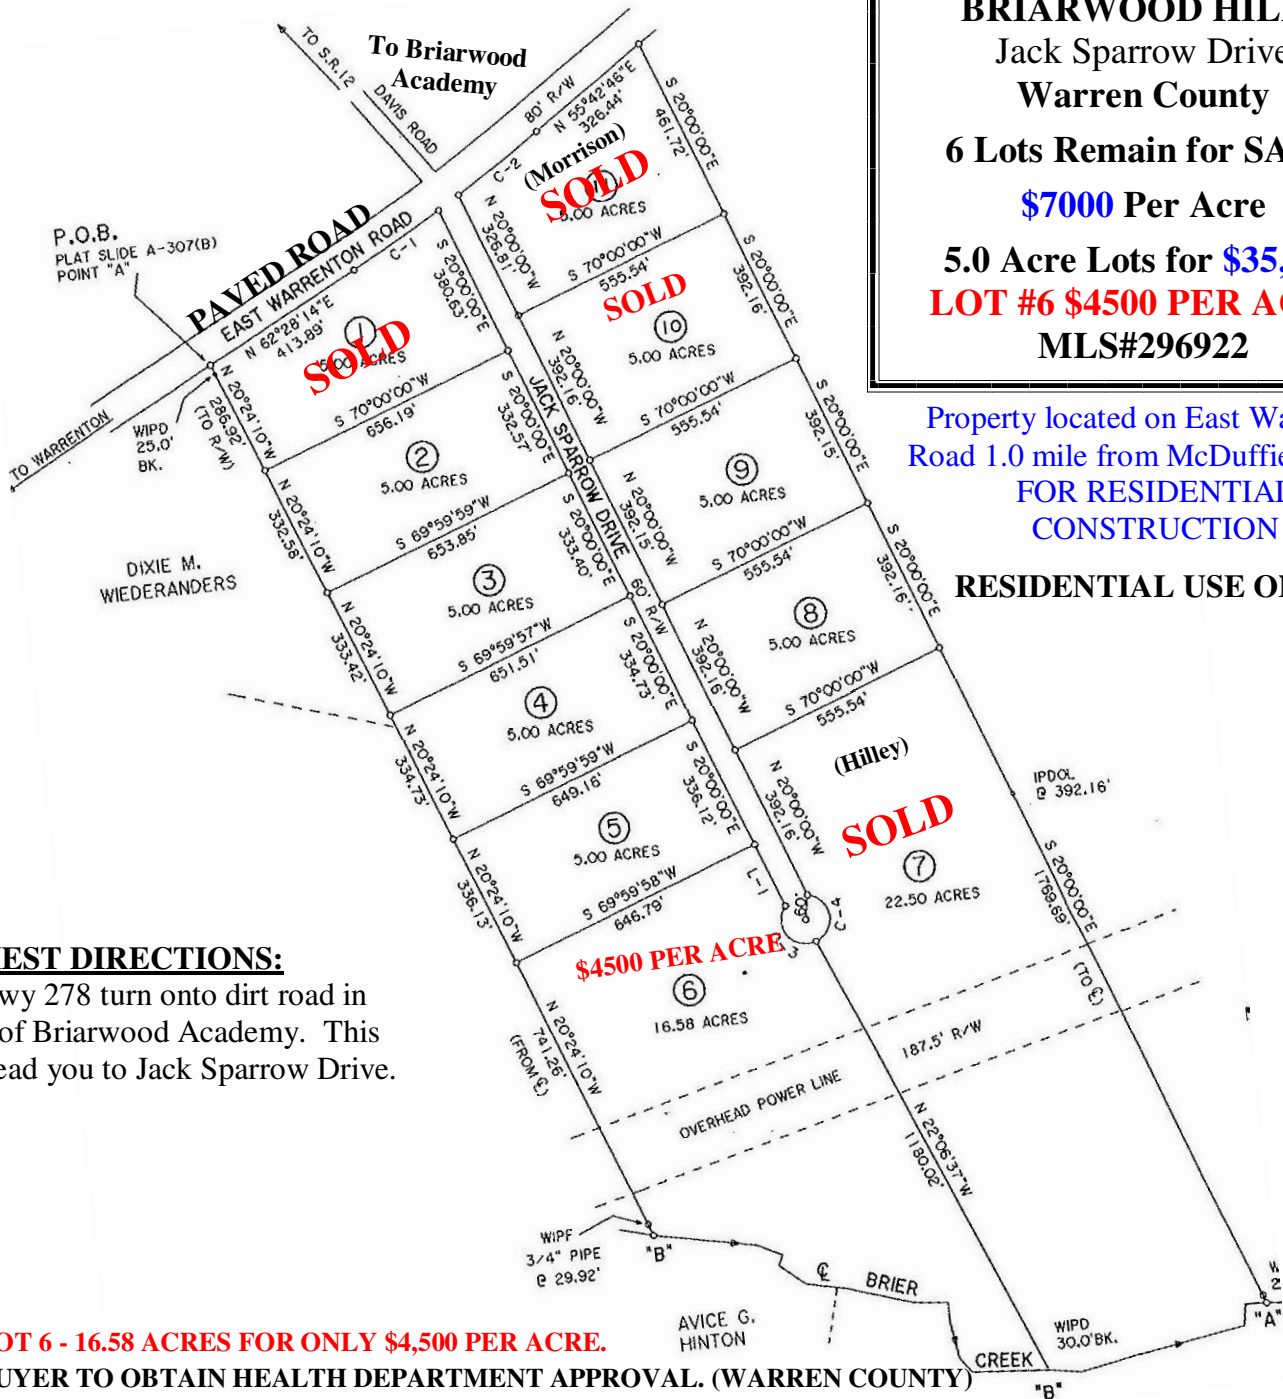 BRIARWOOD HIL
Jack Sparrow Drive
Warren County
6 Lots Remain for SA
$7000 Per Acre
5.0 Acre Lots for $35,
LOT #6 $4500 PER A
MLS#296922
Property located on East Wa
Road 1.0 mile from McDuffie
FOR RESIDENTIAL
CONSTRUCTION
RESIDENTIAL USE O
To Briarwood
Academy
TO S.R.12
DAVIS ROAD
80' R/W
N 55°42'46"E
326.44'
C-2
(Morrison)
SOLD
11
5.00 ACRES
S 20°00'00"E
461.72'
N 20°00'00"W
326.81'
S 70°00'00"W
555.54'
P.O.B.
PLAT SLIDE A-307(B)
POINT "A"
PAVED ROAD
EAST WARRENTON ROAD
C-1
N 62°28'14"E
413.89'
1
SOLD
5.00 ACRES
S 20°00'00"E
380.63'
TO WARRENTON
WIPD
25.0'
BK.
N 20°24'10"W
286.92'
(TO R/W)
S 70°00'00"W
656.19'
SOLD
10
5.00 ACRES
S 20°00'00"E
392.16'
N 20°00'00"W
392.16'
S 70°00'00"W
555.54'
JACK SPARROW DRIVE
60' R/W
2
5.00 ACRES
S 20°00'00"E
332.57'
N 20°24'10"W
332.58'
S 69°59'59"W
653.85'
9
5.00 ACRES
S 20°00'00"E
392.15'
N 20°00'00"W
392.15'
S 70°00'00"W
555.54'
DIXIE M.
WIEDERANDERS
3
5.00 ACRES
S 20°00'00"E
333.40'
N 20°24'10"W
333.42'
S 69°59'57"W
651.51'
8
5.00 ACRES
S 20°00'00"E
392.16'
N 20°00'00"W
392.16'
S 70°00'00"W
555.54'
4
5.00 ACRES
S 20°00'00"E
334.73'
N 20°24'10"W
334.73'
S 69°59'59"W
649.16'
(Hilley)
SOLD
7
22.50 ACRES
N 20°00'00"W
392.16'
IPDOL
@ 392.16'
S 20°00'00"E
1769.69'
(TO ℄)
5
5.00 ACRES
S 20°00'00"E
336.12'
N 20°24'10"W
336.13'
S 69°59'58"W
646.79'
L-1
60'
C-4
3
$4500 PER ACRE
6
16.58 ACRES
N 20°24'10"W
741.26'
(FROM ℄)
187.5' R/W
OVERHEAD POWER LINE
N 22°06'37"W
1180.02'
EST DIRECTIONS:
wy 278 turn onto dirt road in
of Briarwood Academy. This
ead you to Jack Sparrow Drive.
WIPF
3/4" PIPE
@ 29.92'
"B"
℄ BRIER
CREEK
AVICE G.
HINTON
WIPD
30.0'BK.
"B"
"A"
OT 6 - 16.58 ACRES FOR ONLY $4,500 PER ACRE.
UYER TO OBTAIN HEALTH DEPARTMENT APPROVAL. (WARREN COUNTY)